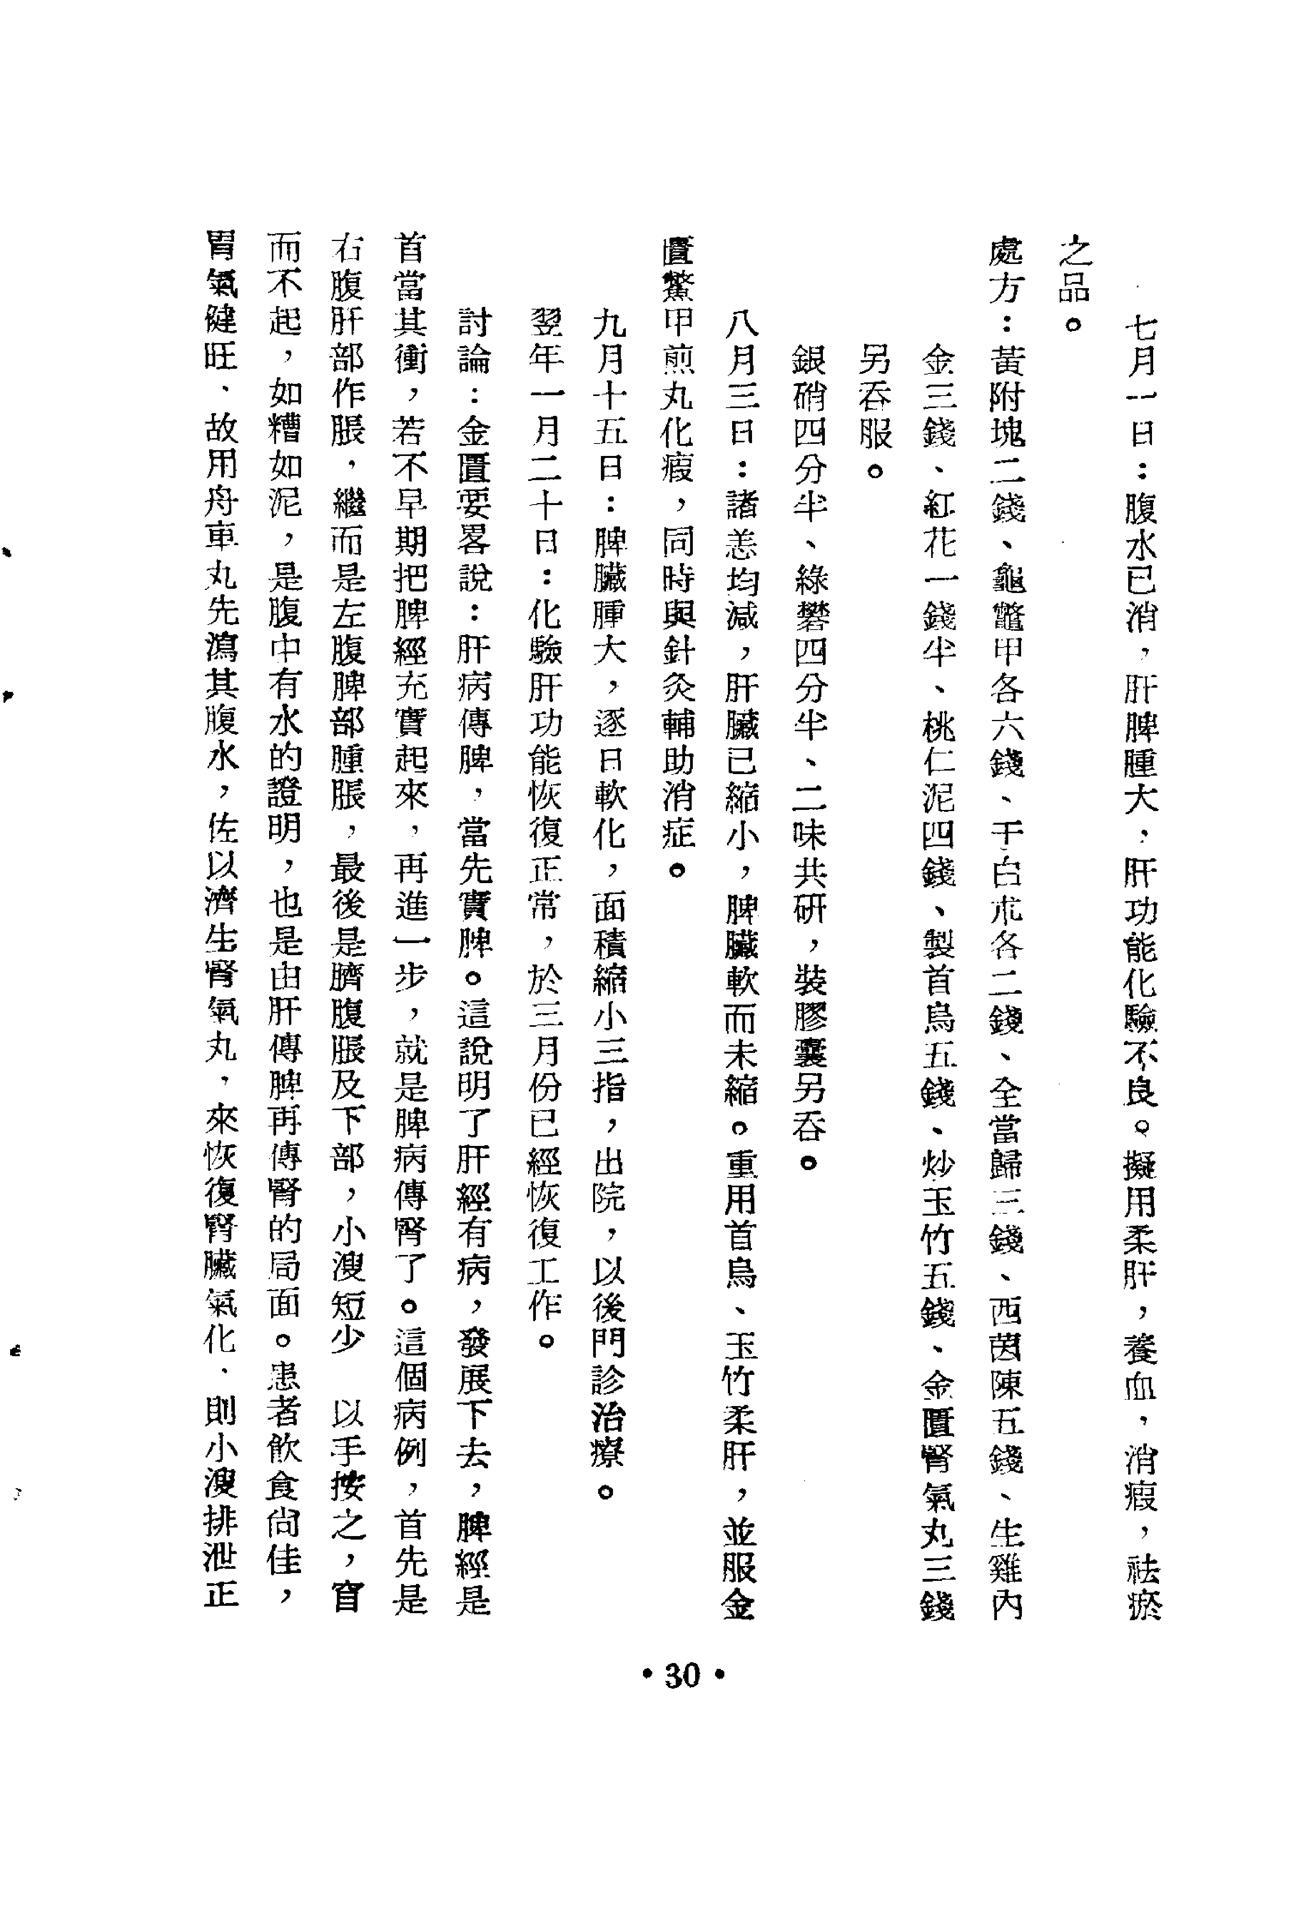 七月一日：腹水已消，肝脾腫大，肝功能化驗不良。擬用柔肝，養血，消瘕，祛瘀
之品。
處方：黃附塊二錢、龜鼈甲各六錢、干白朮各二錢、全當歸三錢、西茵陳五錢、生雞內
金三錢、紅花一錢半、桃仁泥四錢、製首烏五錢、炒玉竹五錢、金匱腎氣丸三錢
另吞服。
銀硝四分半、綠礬四分半、二味共研，裝膠囊另吞。
八月三日：諸恙均減，肝臟已縮小，脾臟軟而未縮。重用首烏、玉竹柔肝，並服金
匱鱉甲煎丸化瘕，同時與針灸輔助消症。
九月十五日：脾臟腫大，逐日軟化，面積縮小三指，出院，以後門診治療。
翌年一月二十日：化驗肝功能恢復正常，於三月份已經恢復工作。
討論：金匱要畧說：肝病傳脾，當先實脾。這說明了肝經有病，發展下去，脾經是
首當其衝，若不早期把脾經充實起來，再進一步，就是脾病傳腎了。這個病例，首先是
右腹肝部作脹，繼而是左腹脾部腫脹，最後是臍腹脹及下部，小溲短少　以手按之，窅
而不起，如糟如泥，是腹中有水的證明，也是由肝傳脾再傳腎的局面。患者飲食尙佳，
胃氣健旺、故用舟車丸先瀉其腹水，佐以濟生腎氣丸，來恢復腎臟氣化，則小溲排泄正
• 30 •